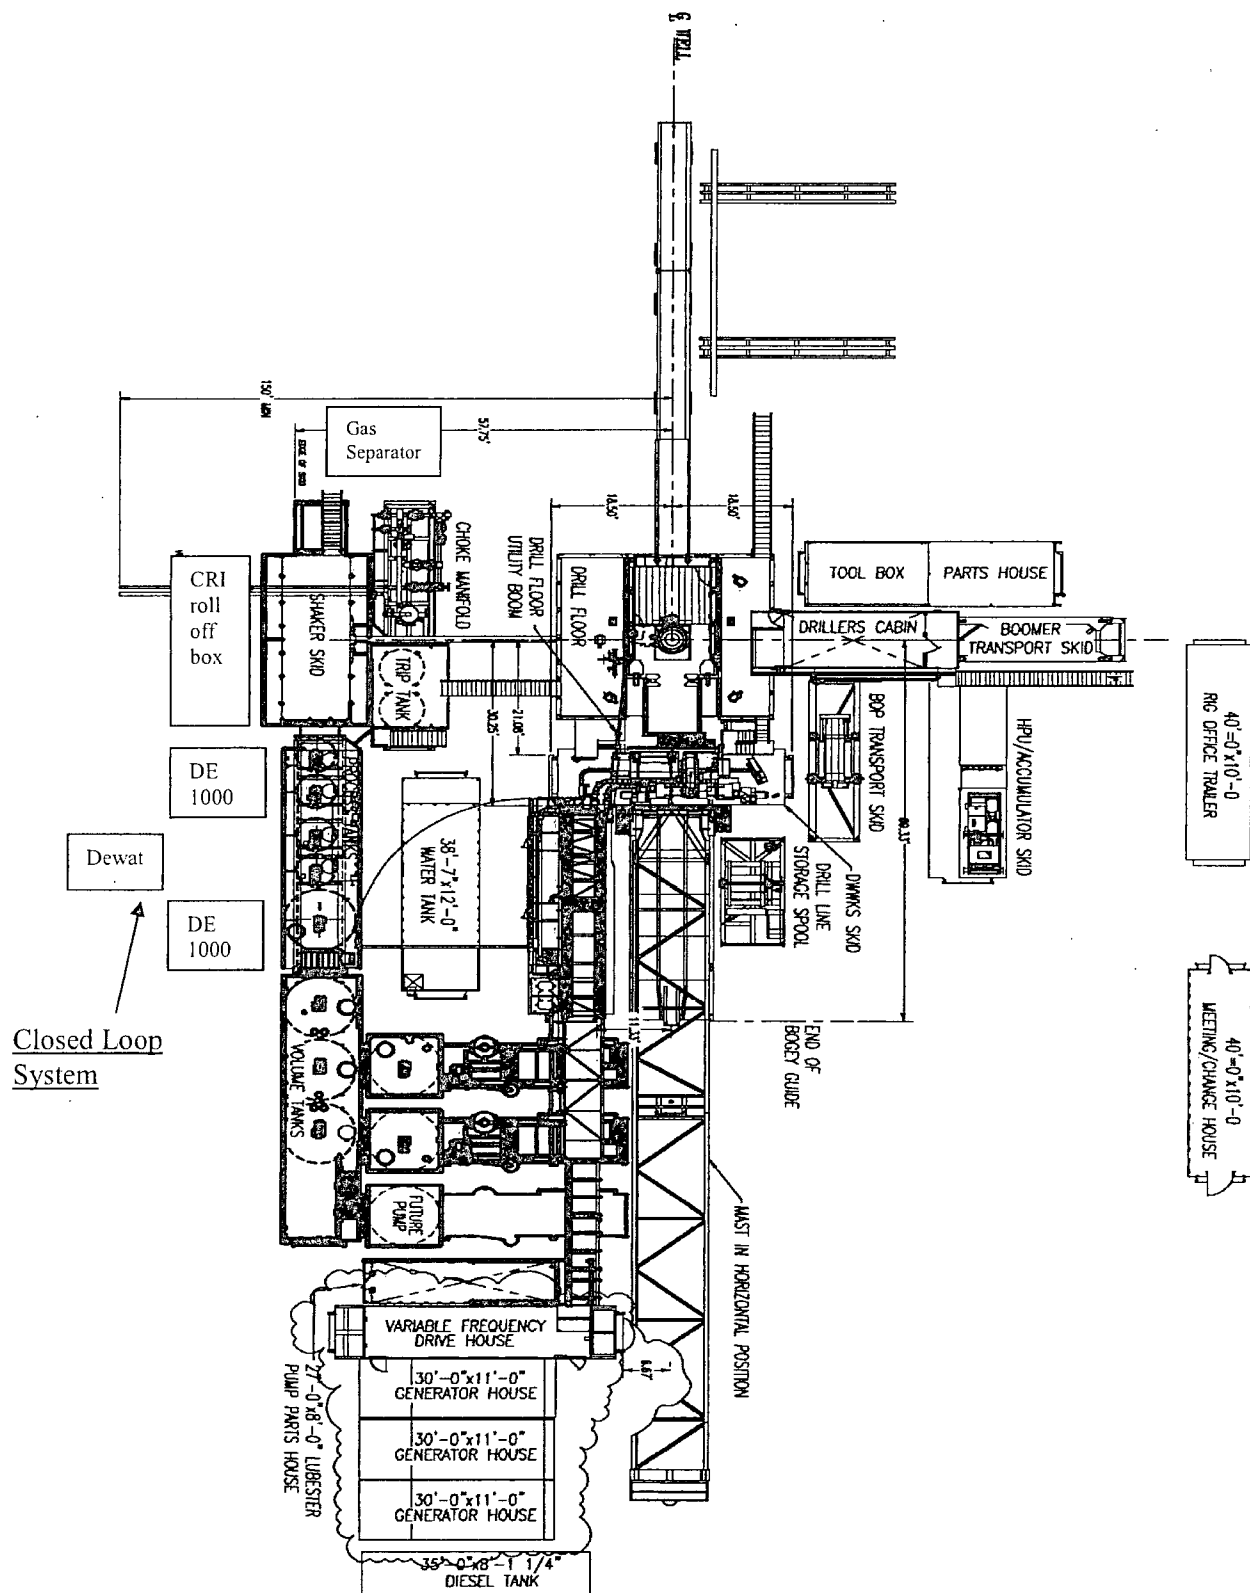 ℄ WELL
150' MIN
57.75'
Gas
Separator
EDGE OF SKID
18.50'
18.50'
CHOKE MANIFOLD
DRILL FLOOR
UTILITY BOOM
DRILL FLOOR
TOOL BOX
PARTS HOUSE
CRI
roll
off
box
SHAKER SKID
TRIP TANK
DRILLERS CABIN
BOOMER
TRANSPORT SKID
21.08'
30.25'
BOP TRANSPORT SKID
HPU/ACCUMULATOR SKID
40'=0"x10'-0
RIG OFFICE TRAILER
DE
1000
PROCESS TANKS
38'-7"x12'-0"
WATER TANK
80.33'
DWKS SKID
DRILL LINE
STORAGE SPOOL
Dewat
DE
1000
Closed Loop
System
VOLUME TANKS
11.33'
END OF
BOGEY GUIDE
40'=0"x10'-0
MEETING/CHANGE HOUSE
FUTURE
PUMP
MAST IN HORIZONTAL POSITION
VARIABLE FREQUENCY
DRIVE HOUSE
6.67'
27'-0"x8'-0" LUBESTER
PUMP PARTS HOUSE
30'-0"x11'-0"
GENERATOR HOUSE
30'-0"x11'-0"
GENERATOR HOUSE
30'-0"x11'-0"
GENERATOR HOUSE
35'-0"x8'-1 1/4"
DIESEL TANK